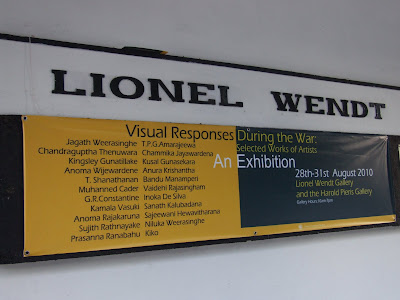 LIONEL WENDT
Visual Responses During the War:
Selected Works of Artists
An Exhibition
Jagath Weerasinghe T.P.G.Amarajeewa
Chandraguptha Thenuwara Chammika Jayawardena
Kingsley Gunatillake Kusal Gunasekara
Anoma Wijewardene Anura Krishantha
T. Shanathanan Bandu Manamperi
Muhanned Cader Vaidehi Rajasingham
G.R.Constantine Inoka De Silva
Kamala Vasuki Sanath Kalubadana
Anoma Rajakaruna Sajeewani Hewavitharana
Sujith Rathnayake Niluka Weerasinghe
Prasanna Ranabahu Kiko
28th-31st August 2010
Lionel Wendt Gallery
and the Harold Pieris Gallery